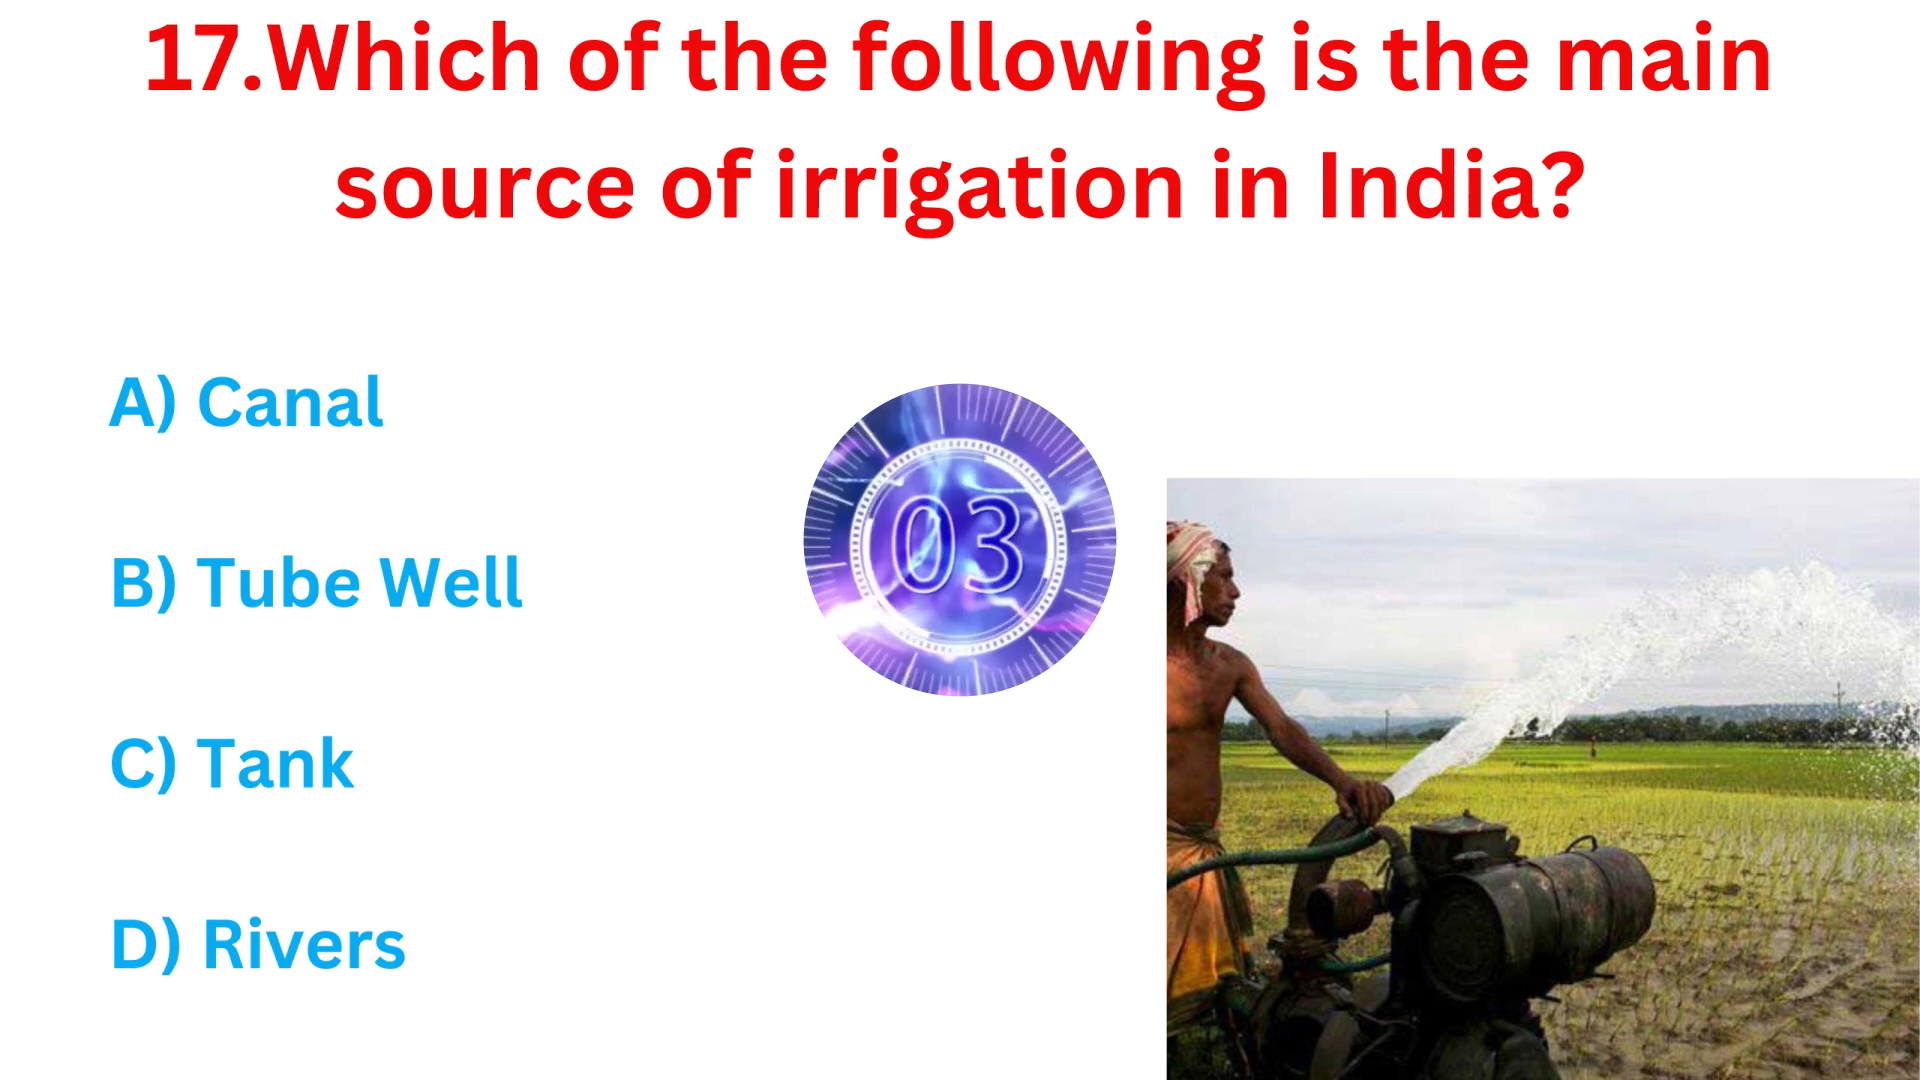 17.Which of the following is the main
source of irrigation in India?
A) Canal
03
B) Tube Well
C) Tank
D) Rivers